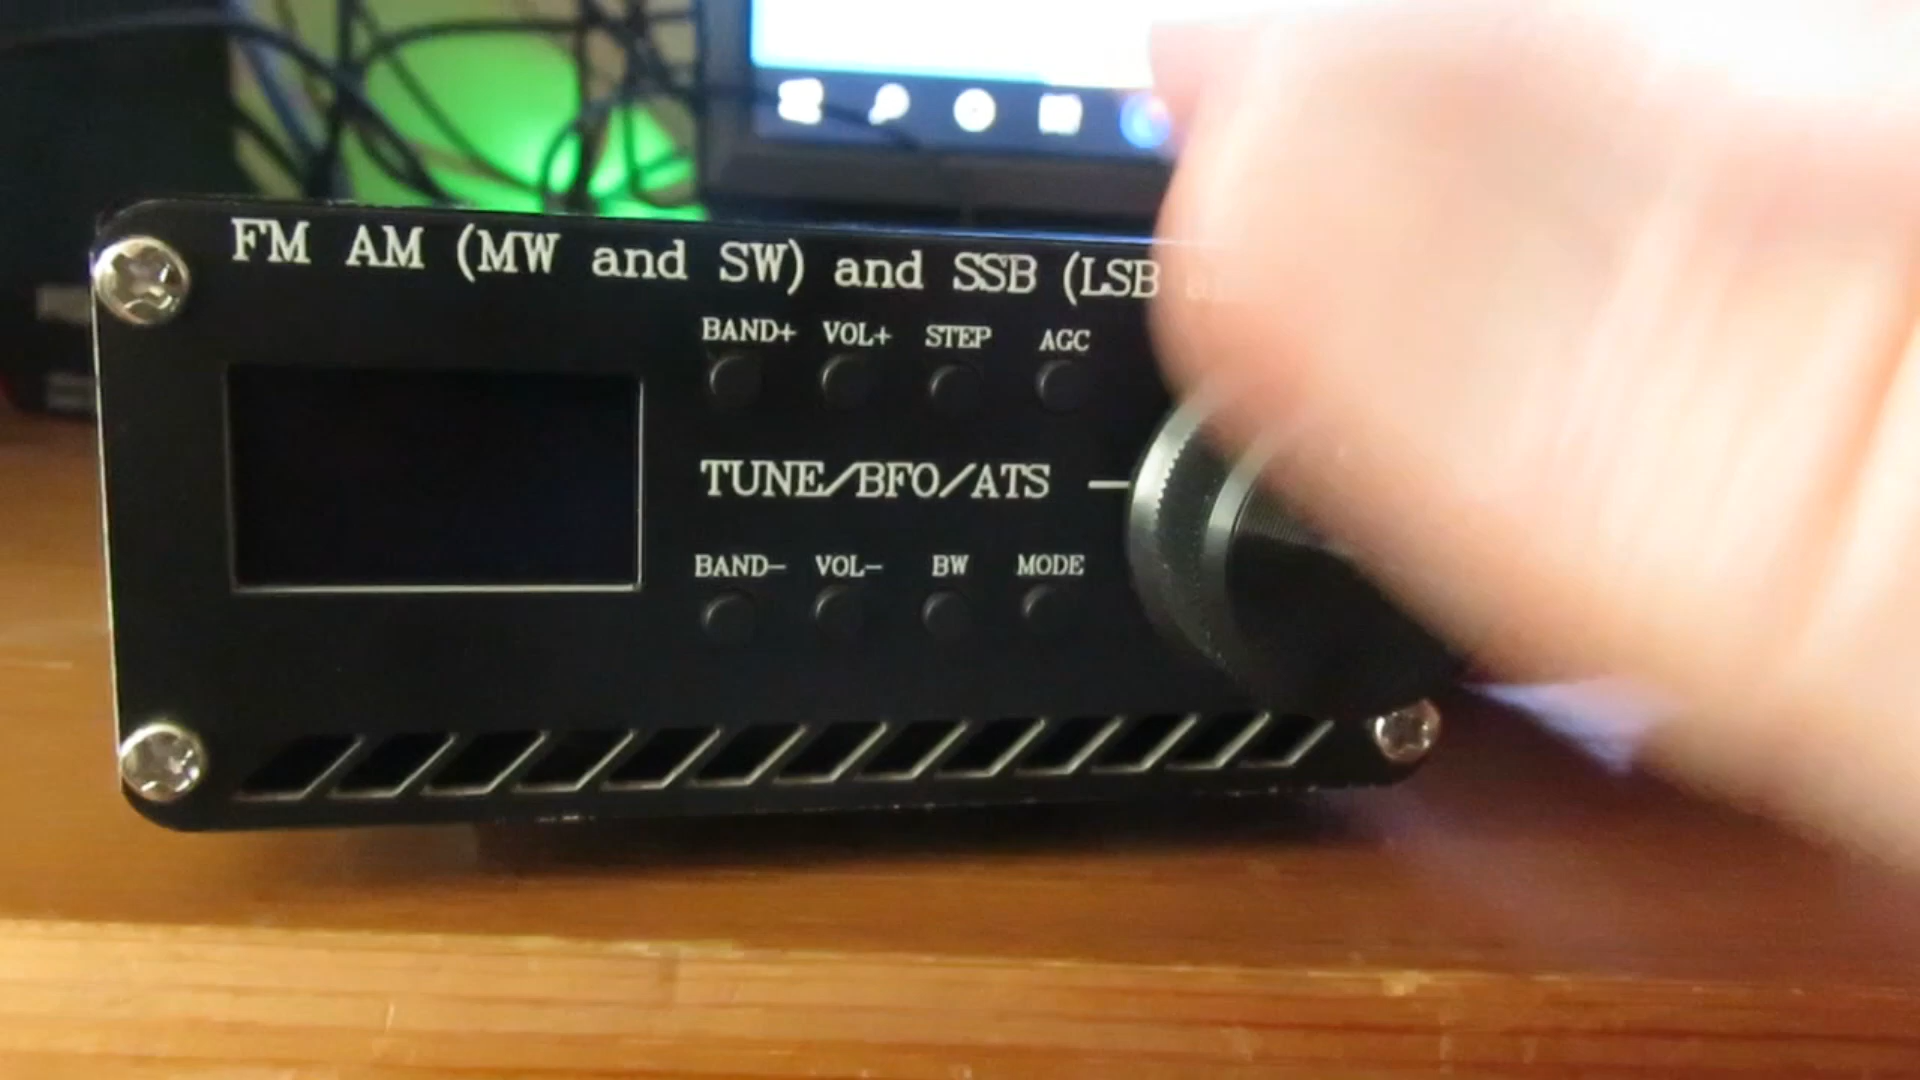 FM AM (MW and SW) and SSB (LSB
BAND+ VOL+ STEP AGC
TUNE/BFO/ATS
BAND- VOL- BW MODE